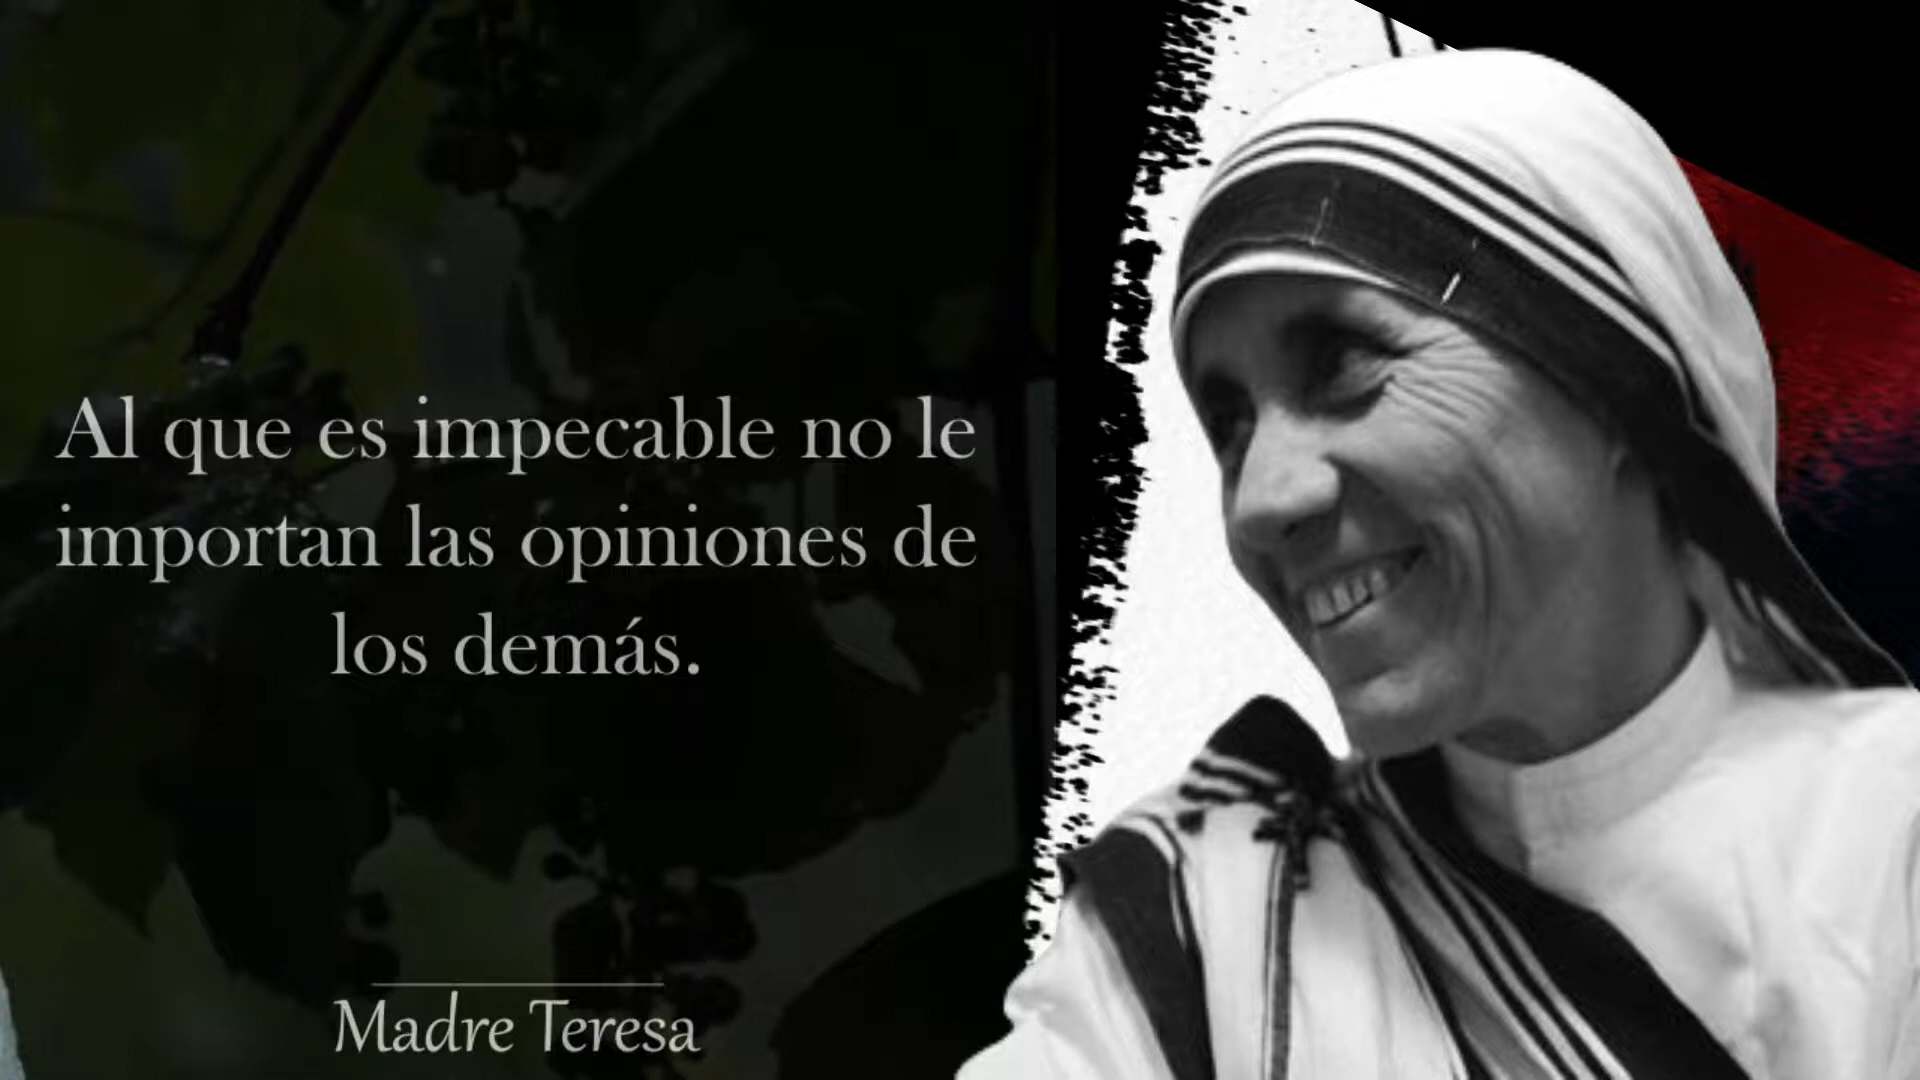 Al que es impecable no le
importan las opiniones de
los demás.
Madre Teresa